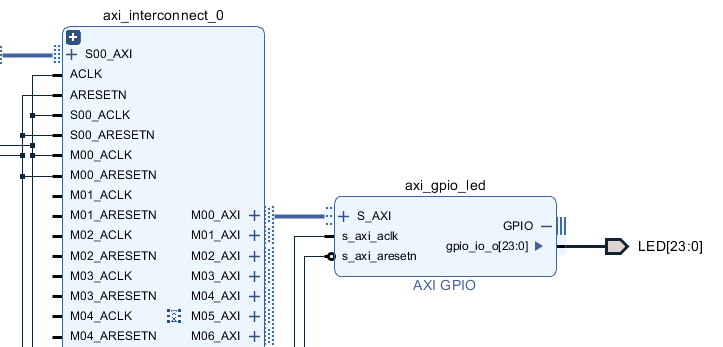 axi_interconnect_0
S00_AXI
ACLK
ARESETN
S00_ACLK
S00_ARESETN
M00_ACLK
M00_ARESETN
M01_ACLK
M01_ARESETN
M02_ACLK
M02_ARESETN
M03_ACLK
M03_ARESETN
M04_ACLK
M04_ARESETN
M00_AXI
M01_AXI
M02_AXI
M03_AXI
M04_AXI
M05_AXI
M06_AXI
axi_gpio_led
S_AXI
s_axi_aclk
s_axi_aresetn
GPIO
gpio_io_o[23:0]
AXI GPIO
LED[23:0]